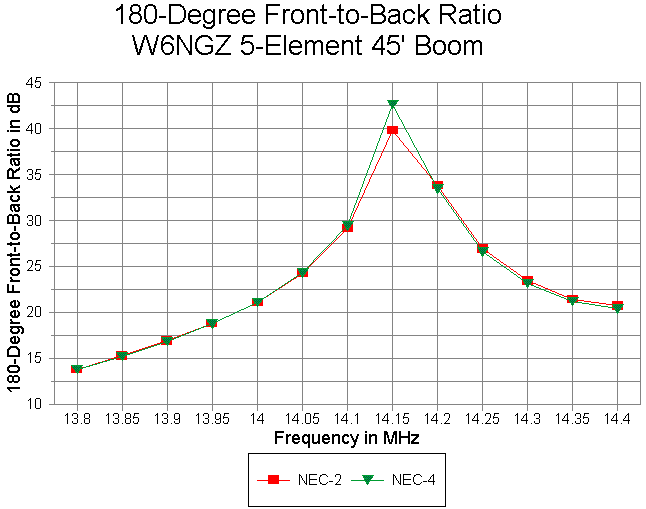 180-Degree Front-to-Back Ratio
W6NGZ 5-Element 45' Boom
180-Degree Front-to-Back Ratio in dB
45
40
35
30
25
20
15
10
13.8 13.85 13.9 13.95 14 14.05 14.1 14.15 14.2 14.25 14.3 14.35 14.4
Frequency in MHz
NEC-2 NEC-4